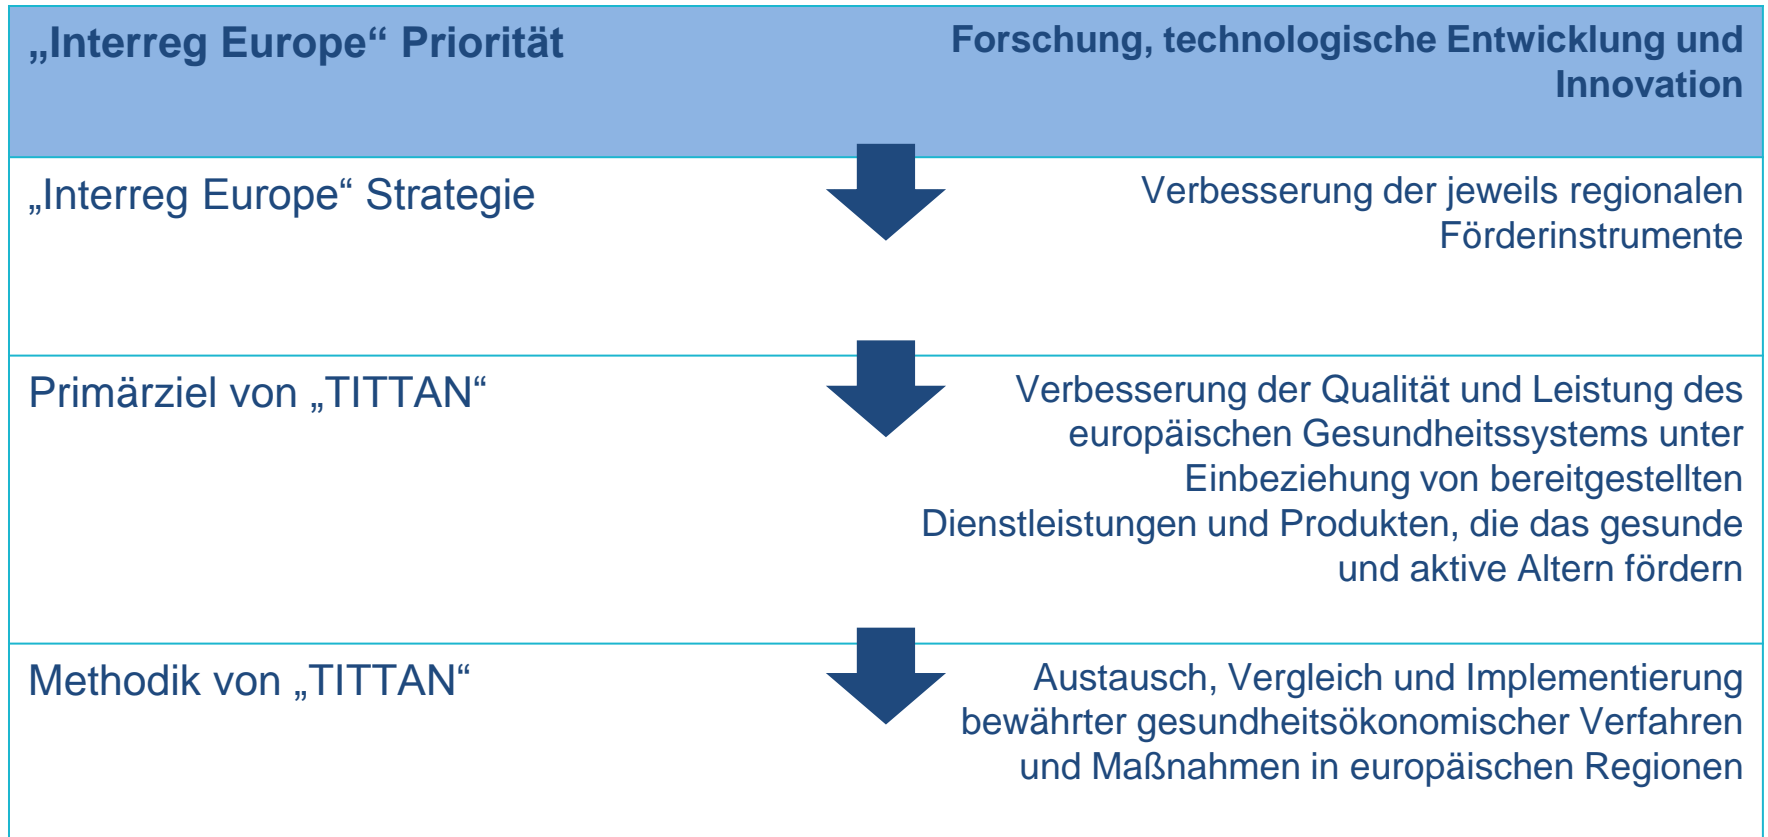 „Interreg Europe“ Priorität
Forschung, technologische Entwicklung und
Innovation
„Interreg Europe“ Strategie
Verbesserung der jeweils regionalen
Förderinstrumente
Primärziel von „TITTAN“
Verbesserung der Qualität und Leistung des
europäischen Gesundheitssystems unter
Einbeziehung von bereitgestellten
Dienstleistungen und Produkten, die das gesunde
und aktive Altern fördern
Methodik von „TITTAN“
Austausch, Vergleich und Implementierung
bewährter gesundheitsökonomischer Verfahren
und Maßnahmen in europäischen Regionen